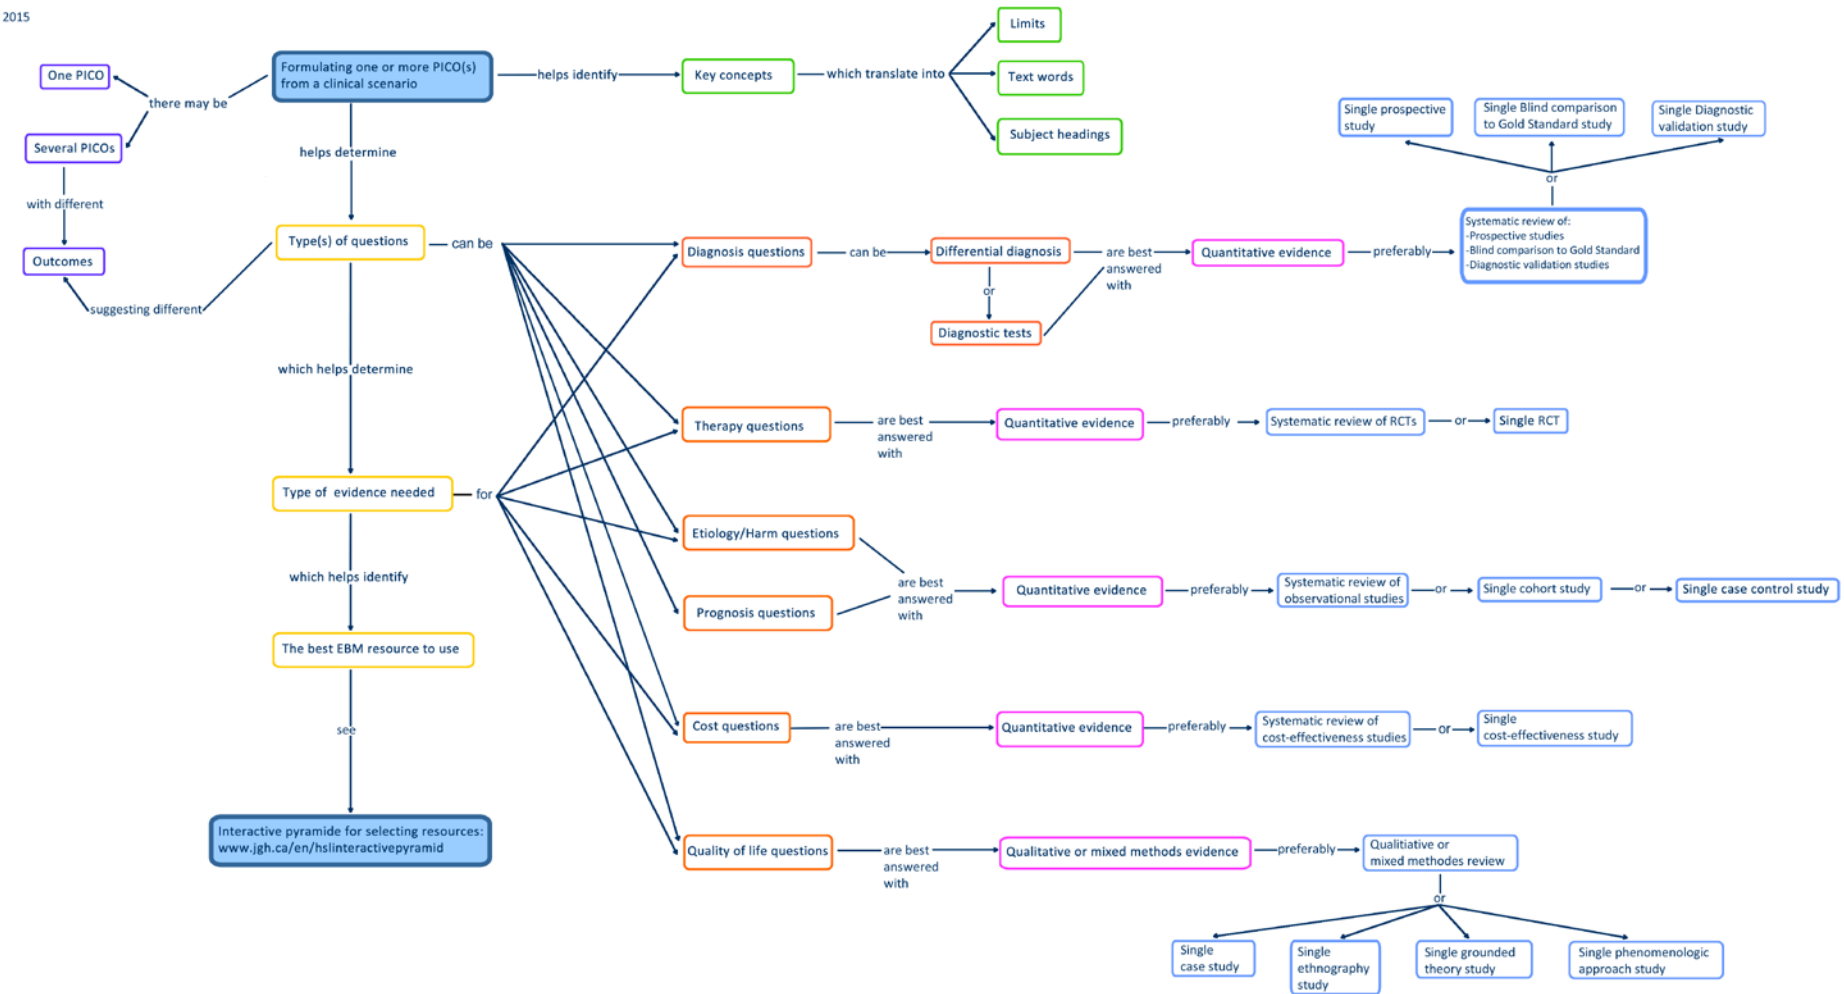 2015
Limits
One PICO
Formulating one or more PICO(s)
from a clinical scenario
helps identify
Key concepts
which translate into
Text words
there may be
Several PICOs
helps determine
Subject headings
Single prospective
study
Single Blind comparison
to Gold Standard study
Single Diagnostic
validation study
or
with different
Outcomes
suggesting different
Type(s) of questions
can be
Diagnosis questions
can be
Differential diagnosis
or
Diagnostic tests
are best
answered
with
Quantitative evidence
preferably
Systematic review of:
-Prospective studies
-Blind comparison to Gold Standard
-Diagnostic validation studies
which helps determine
Therapy questions
are best
answered
with
Quantitative evidence
preferably
Systematic review of RCTs
or
Single RCT
Type of evidence needed
for
Etiology/Harm questions
Prognosis questions
are best
answered
with
Quantitative evidence
preferably
Systematic review of
observational studies
or
Single cohort study
or
Single case control study
which helps identify
The best EBM resource to use
see
Cost questions
are best
answered
with
Quantitative evidence
preferably
Systematic review of
cost-effectiveness studies
or
Single
cost-effectiveness study
Interactive pyramide for selecting resources:
www.jgh.ca/en/hslinteractivepyramid
Quality of life questions
are best
answered
with
Qualitative or mixed methods evidence
preferably
Qualitiative or
mixed methodes review
or
Single
case study
Single
ethnography
study
Single grounded
theory study
Single phenomenologic
approach study